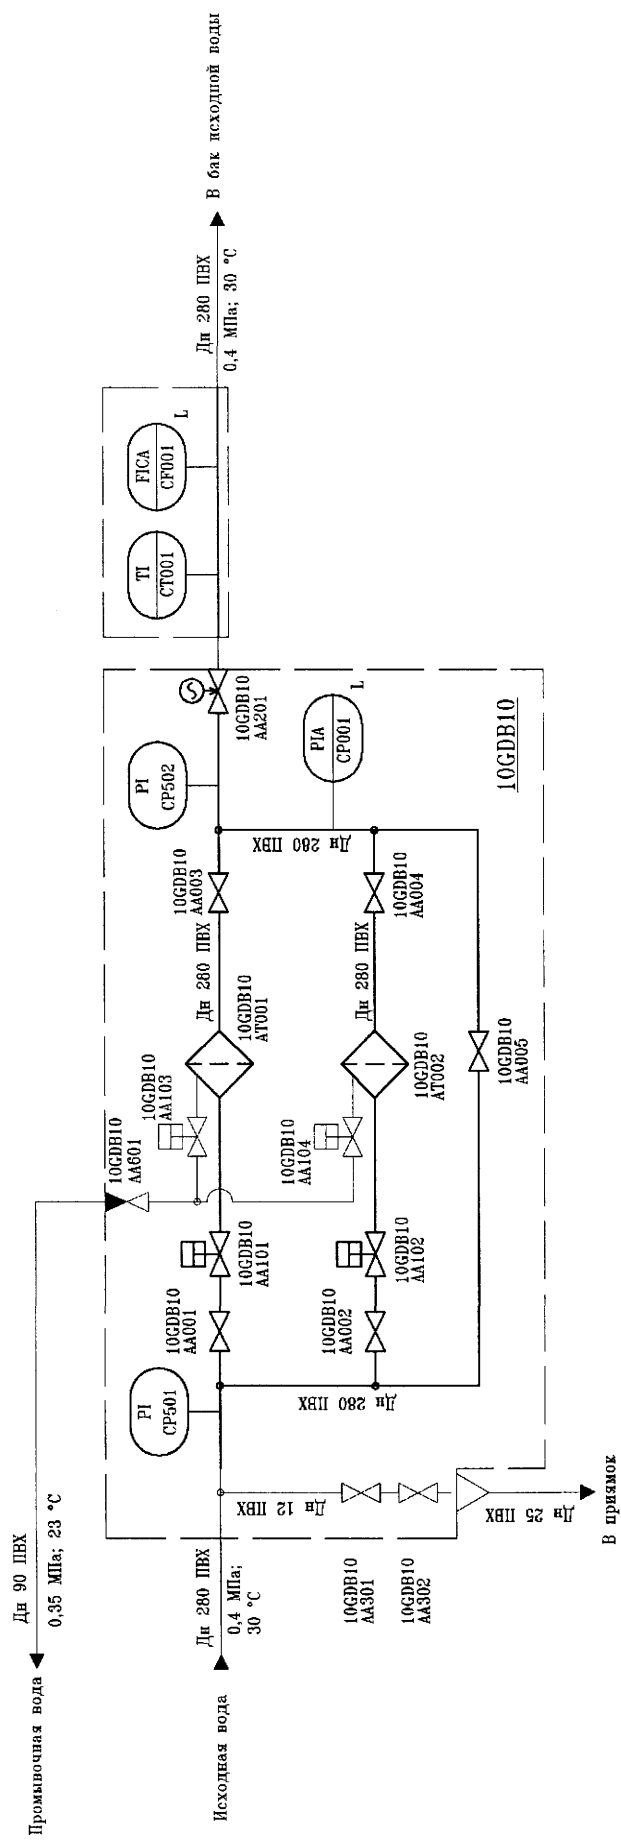 Промывочная вода
Дн 90 ПВХ
0,35 МПа; 23 °C
Исходная вода
Дн 280 ПВХ
0,4 МПа;
30 °C
PI
CP501
10GDB10
AA001
10GDB10
AA101
10GDB10
AA601
10GDB10
AA103
10GDB10
AT001
Дн 280 ПВХ
10GDB10
AA003
PI
CP502
10GDB10
AA201
TI
CT001
FICA
CF001
L
Дн 280 ПВХ
0,4 МПа; 30 °C
В бак исходной воды
Дн 12 ПВХ
10GDB10
AA301
10GDB10
AA302
Дн 25 ПВХ
В приямок
Дн 280 ПВХ
10GDB10
AA002
10GDB10
AA102
10GDB10
AA104
10GDB10
AT002
Дн 280 ПВХ
10GDB10
AA004
Дн 280 ПВХ
PIA
CP001
L
10GDB10
AA005
10GDB10